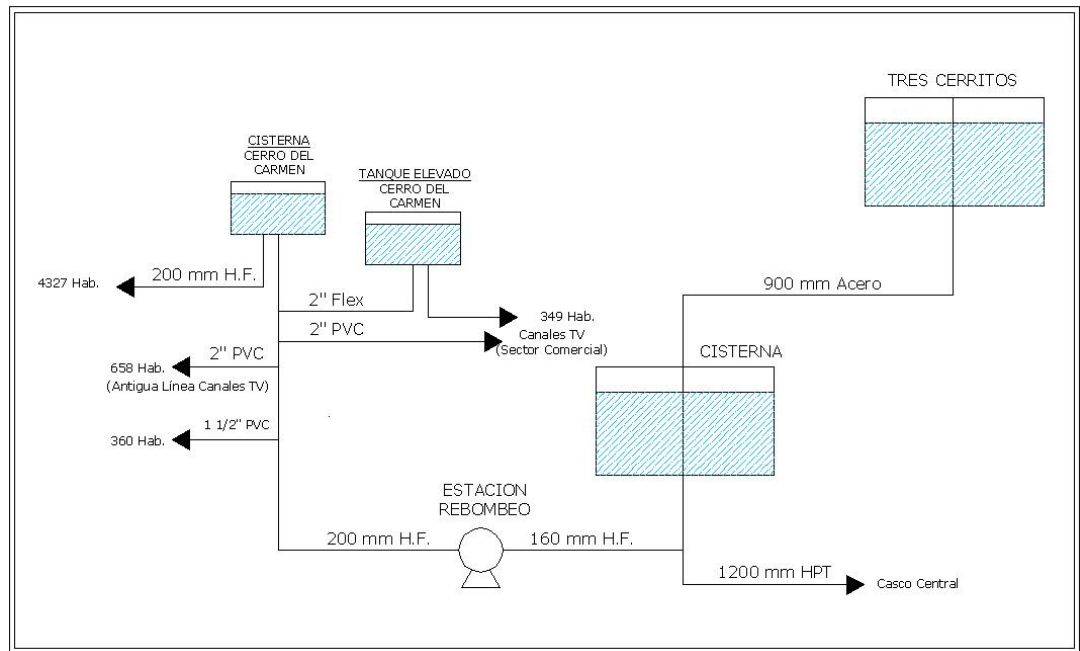 TRES CERRITOS
CISTERNA
CERRO DEL
CARMEN
TANQUE ELEVADO
CERRO DEL
CARMEN
4327 Hab.
200 mm H.F.
900 mm Acero
2" Flex
349 Hab.
2" PVC
Canales TV
(Sector Comercial)
CISTERNA
2" PVC
658 Hab.
(Antigua Línea Canales TV)
1 1/2" PVC
360 Hab.
ESTACION
REBOMBEO
200 mm H.F.
160 mm H.F.
1200 mm HPT
Casco Central